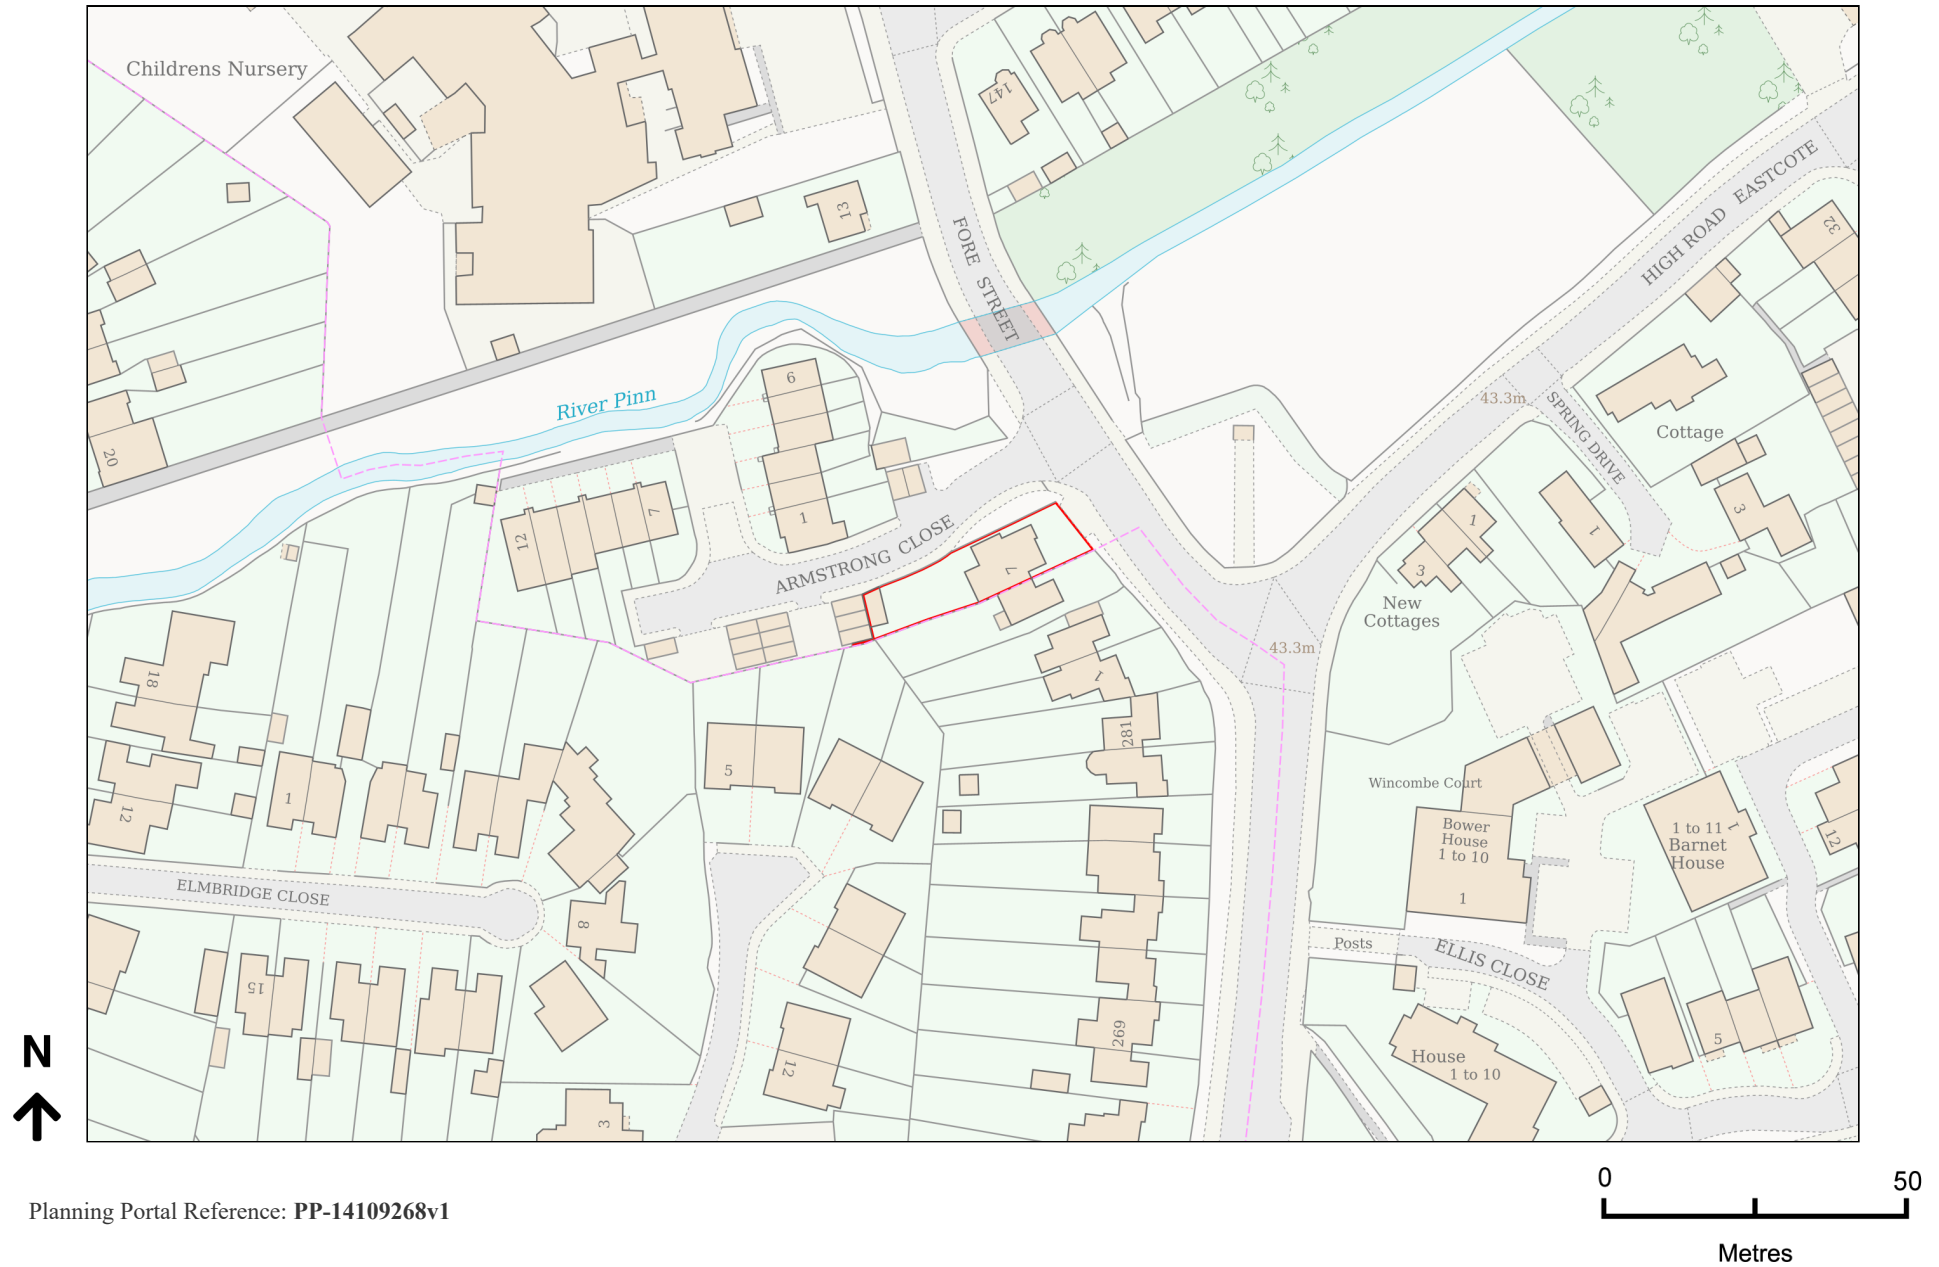 Childrens Nursery
147
13
FORE STREET
HIGH ROAD EASTCOTE
32
River Pinn
6
43.3m
SPRING DRIVE
Cottage
20
12
7
1
ARMSTRONG CLOSE
7
1
1
3
3
New
Cottages
43.3m
18
1
281
5
Wincombe Court
12
1
Bower
House
1 to 10
1
1 to 11
Barnet
House
1
12
ELMBRIDGE CLOSE
8
Posts
ELLIS CLOSE
15
269
5
12
House
1 to 10
3
N
0
50
Metres
Planning Portal Reference: PP-14109268v1